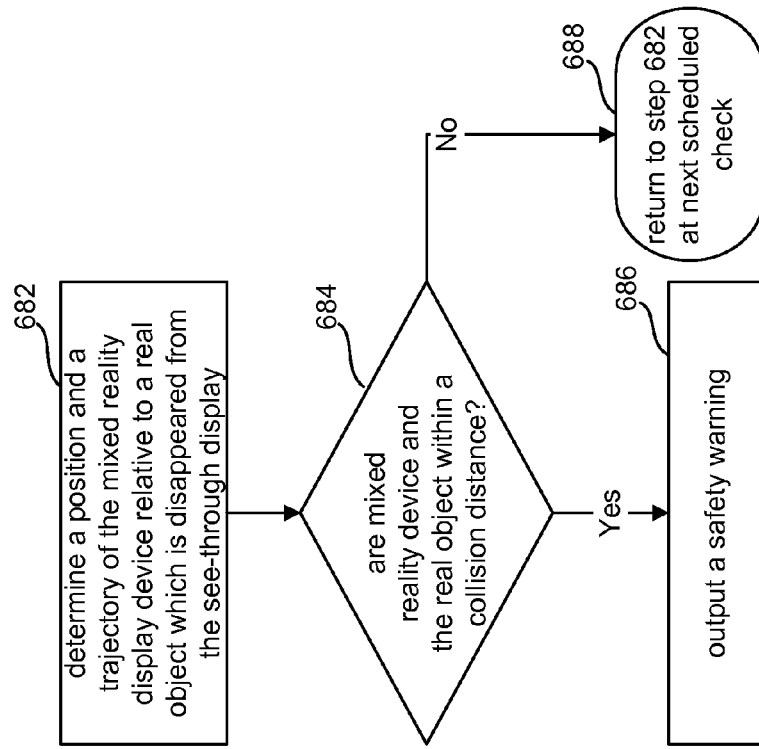 682
determine a position and a
trajectory of the mixed reality
display device relative to a real
object which is disappeared from
the see-through display
684
are mixed
reality device and
the real object within a
collision distance?
No
688
return to step 682
at next scheduled
check
Yes
686
output a safety warning